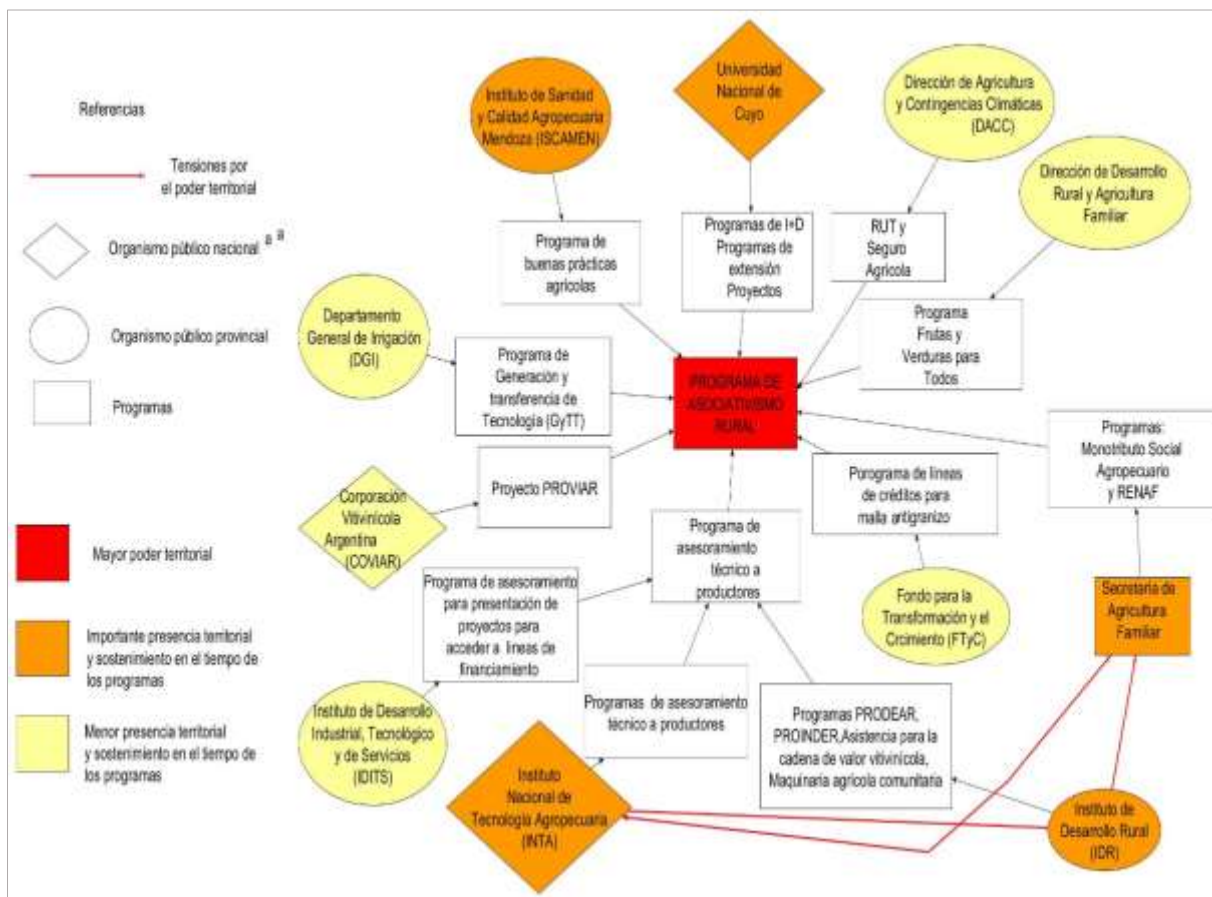 Referencias
Tensiones por
el poder territorial
Organismo público nacional a a
Organismo público provincial
Programas
Mayor poder territorial
Importante presencia territorial
y sostenimiento en el tiempo de
los programas
Menor presencia territorial
y sostenimiento en el tiempo de
los programas
Instituto de Sanidad
y Calidad Agropecuaria
Mendoza (ISCAMEN)
Universidad
Nacional de
Cuyo
Dirección de Agricultura
y Contingencias Climáticas
(DACC)
Dirección de Desarrollo
Rural y Agricultura
Familiar
Programa de
buenas prácticas
agrícolas
Programas de I+D
Programas de
extensión
Proyectos
RUT y
Seguro
Agrícola
Programa
Frutas y
Verduras para
Todos
Departamento
General de Irrigación
(DGI)
Programa de
Generación y
transferencia de
Tecnología (GyTT)
PROGRAMA DE
ASOCIATIVISMO
RURAL
Programas:
Monotributo Social
Agropecuario
y RENAF
Corporación
Vitivinícola
Argentina
(COVIAR)
Proyecto PROVIAR
Porograma de líneas
de créditos para
malla antigranizo
Programa de
asesoramiento
técnico a
productores
Programa de asesoramiento
para presentación de
proyectos para
acceder a líneas de
financiamiento
Fondo para la
Transformación y el
Crcimiento (FTyC)
Secretaría de
Agricultura
Familiar
Instituto de Desarrollo
Industrial, Tecnológico
y de Servicios
(IDITS)
Programas de asesoramiento
técnico a productores
Programas PRODEAR,
PROINDER,Asistencia para la
cadena de valor vitivinícola,
Maquinaria agrícola comunitaria
Instituto
Nacional de
Tecnología Agropecuaria
(INTA)
Instituto de
Desarrollo Rural
(IDR)